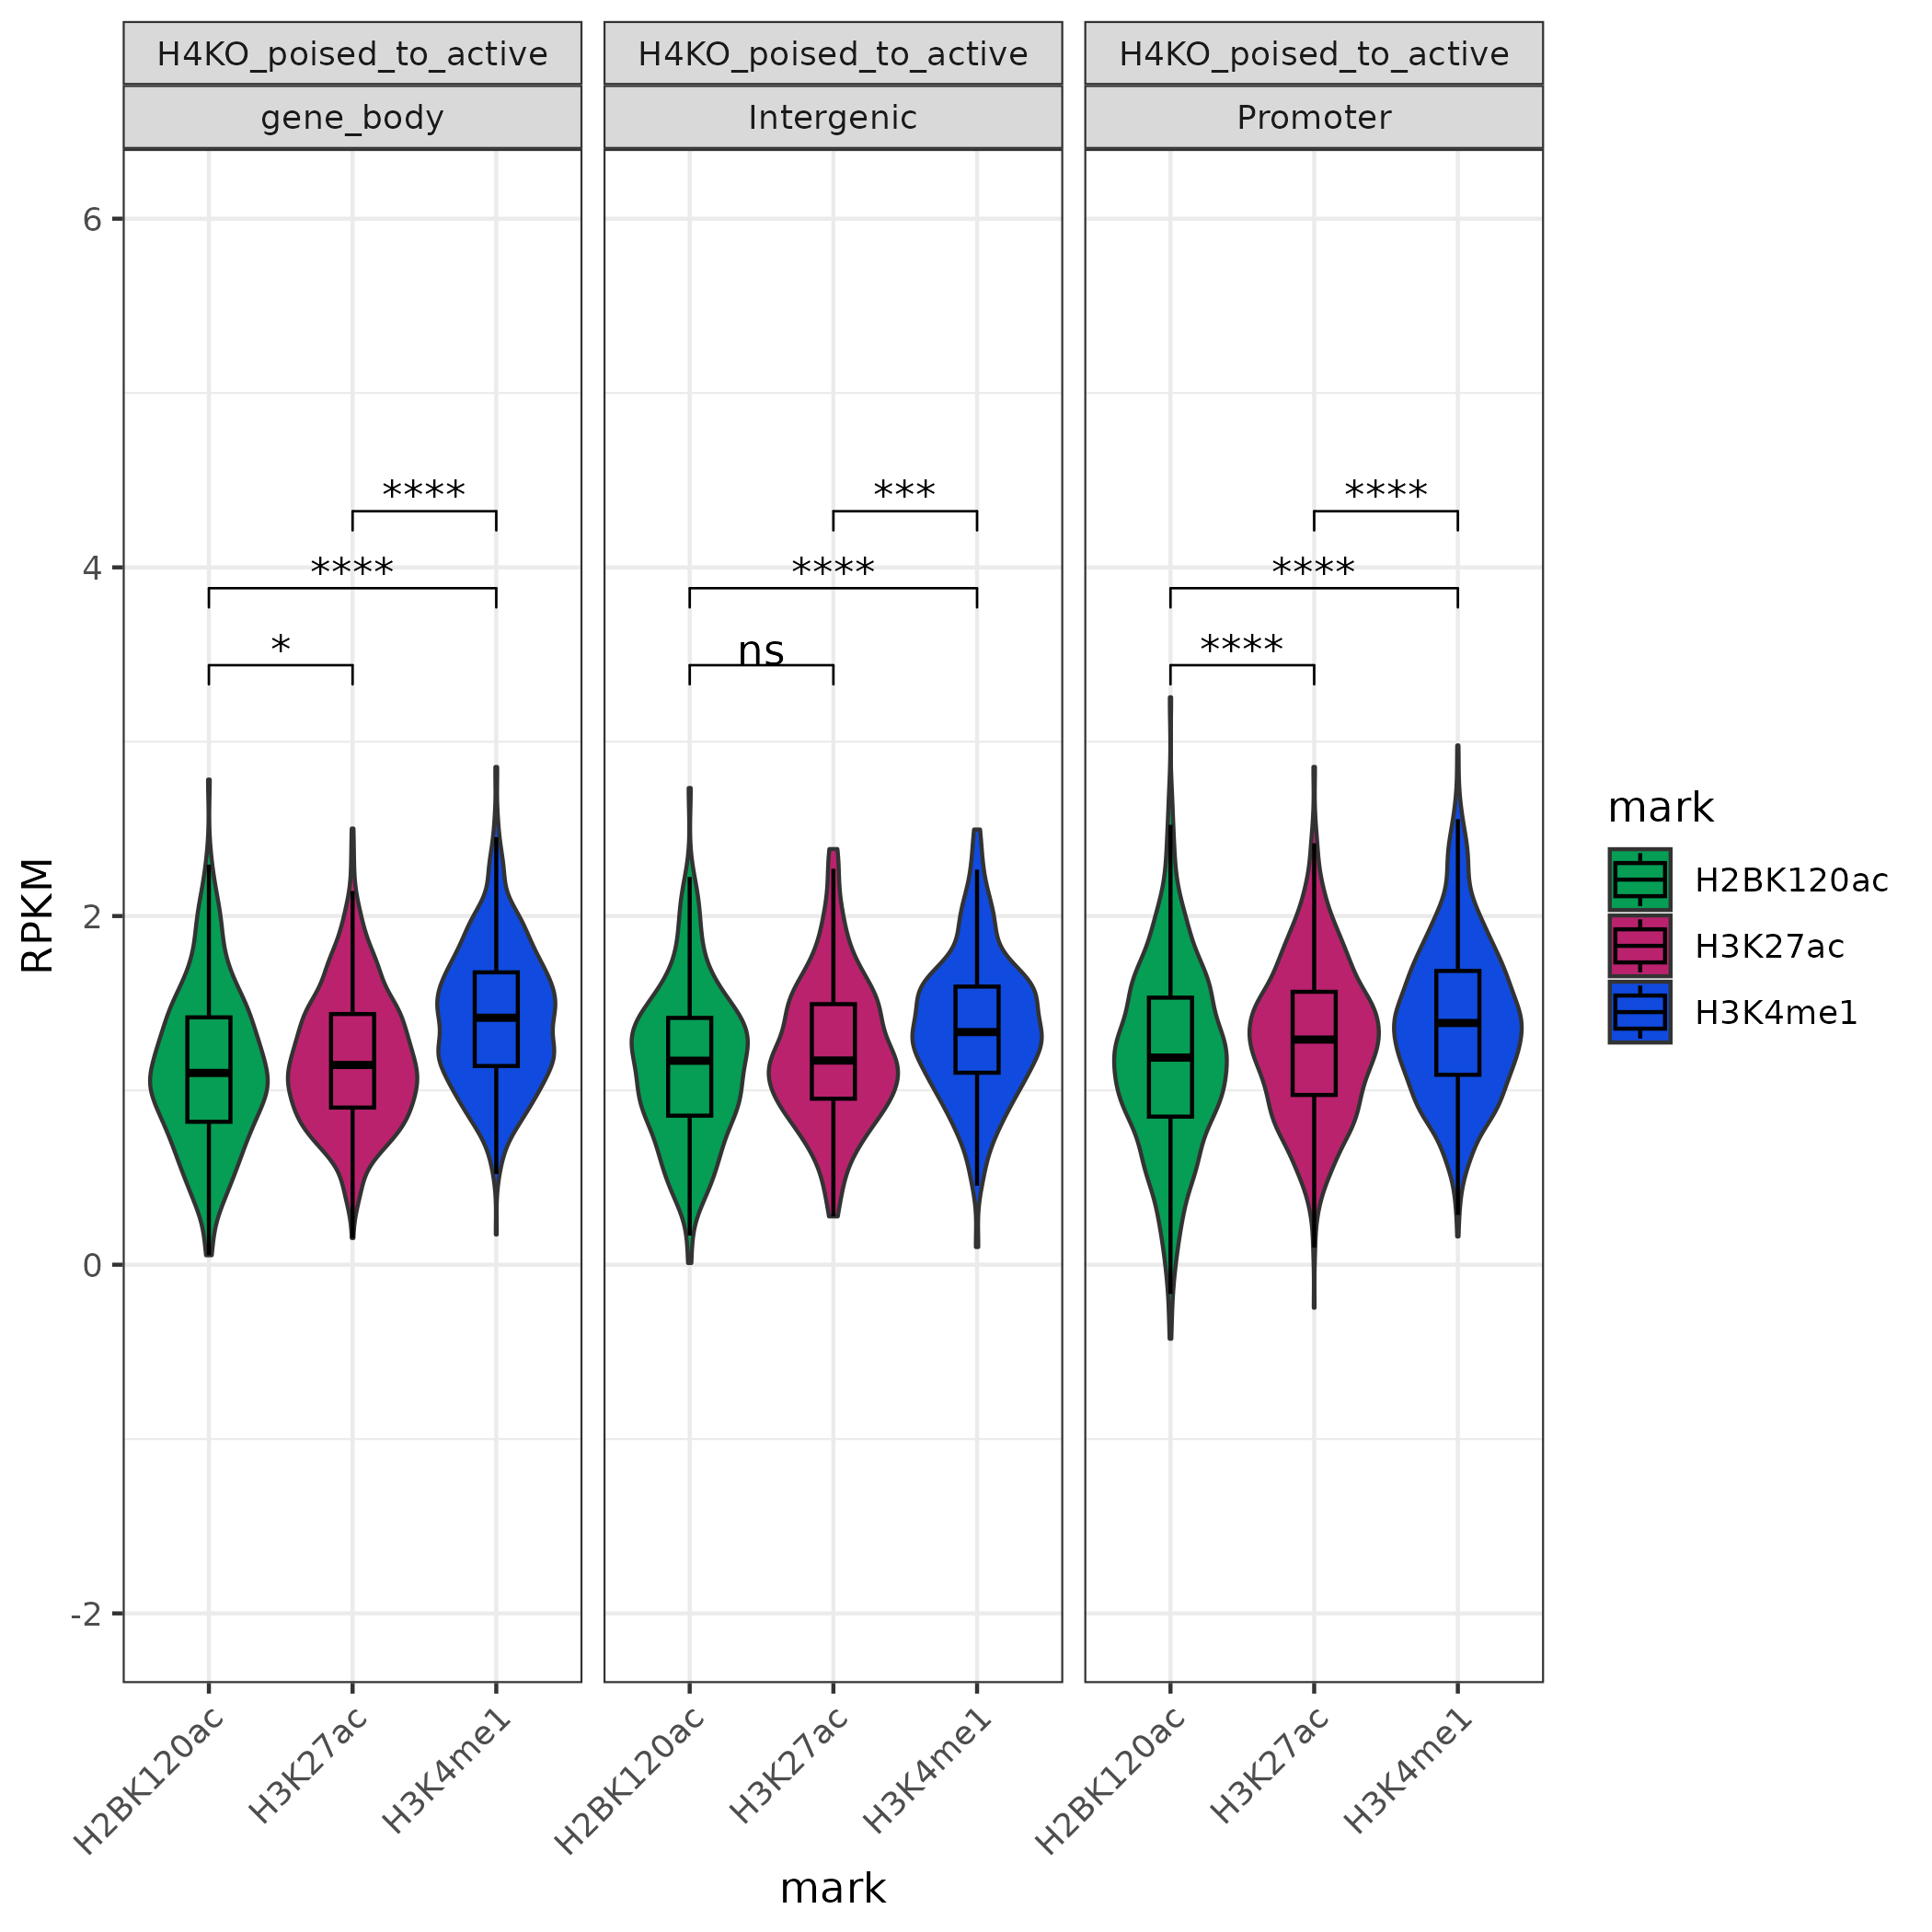 H4KO_poised_to_active H4KO_poised_to_active H4KO_poised_to_active
gene_body Intergenic Promoter
6
**** *** ****
4
**** **** ****
* ns ****
2
0
-2
RPKM
mark
H2BK120ac
H3K27ac
H3K4me1
H2BK120ac H3K27ac H3K4me1 H2BK120ac H3K27ac H3K4me1 H2BK120ac H3K27ac H3K4me1
mark